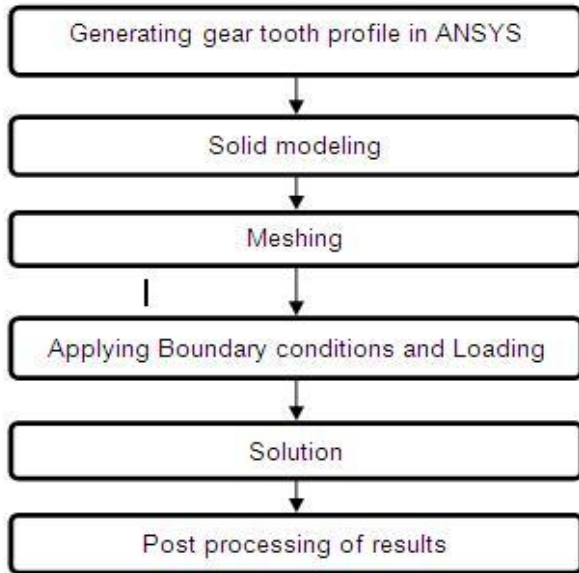 Generating gear tooth profile in ANSYS
Solid modeling
Meshing
Applying Boundary conditions and Loading
Solution
Post processing of results